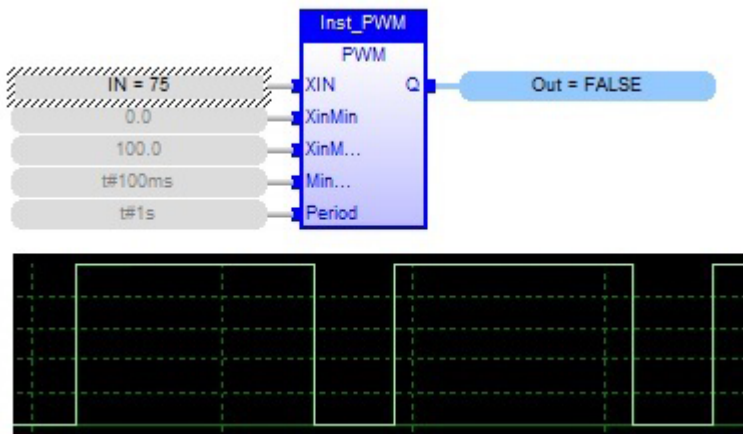 Inst_PWM
PWM
IN = 75
XIN
Q
Out = FALSE
0.0
XinMin
100.0
XinM...
t#100ms
Min...
t#1s
Period